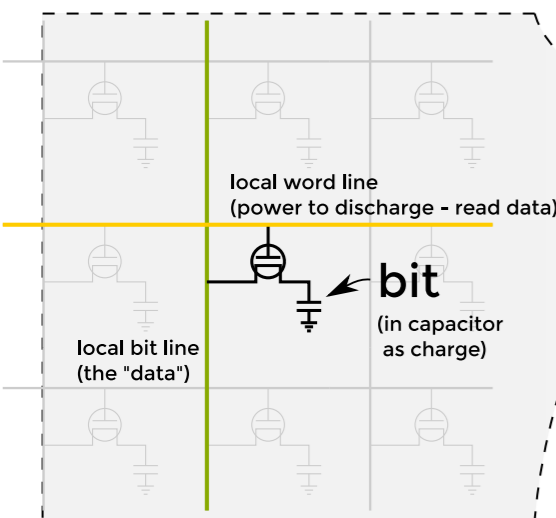 local word line
(power to discharge - read data)
bit
(in capacitor
as charge)
local bit line
(the "data")